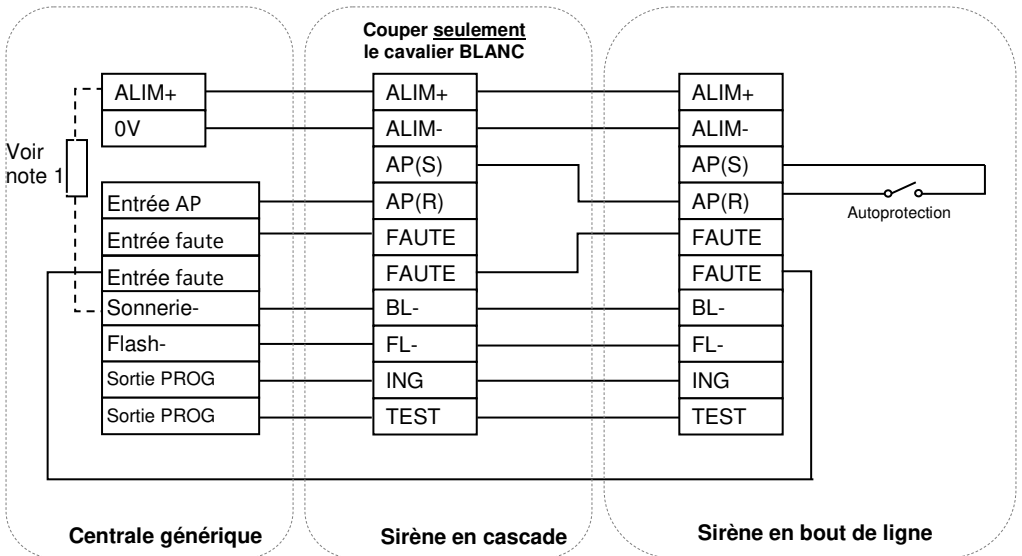 Couper seulement
le cavalier BLANC
ALIM+
0V
Voir
note 1
Entrée AP
Entrée faute
Entrée faute
Sonnerie-
Flash-
Sortie PROG
Sortie PROG
ALIM+
ALIM-
AP(S)
AP(R)
FAUTE
FAUTE
BL-
FL-
ING
TEST
ALIM+
ALIM-
AP(S)
AP(R)
FAUTE
FAUTE
BL-
FL-
ING
TEST
Autoprotection
Centrale générique
Sirène en cascade
Sirène en bout de ligne